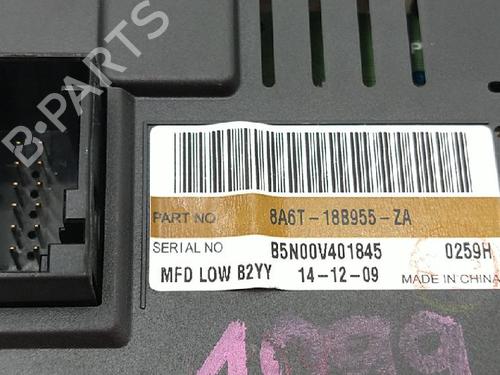 B-PARTS
PART NO 8A6T-18B955-ZA
SERIAL NO B5N00V401845 0259H
MFD LOW B2YY 14-12-09 MADE IN CHINA